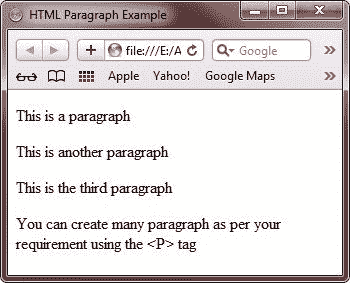 HTML Paragraph Example
file:///E:/A
Google
Apple Yahoo! Google Maps
This is a paragraph
This is another paragraph
This is the third paragraph
You can create many paragraph as per your
requirement using the <P> tag